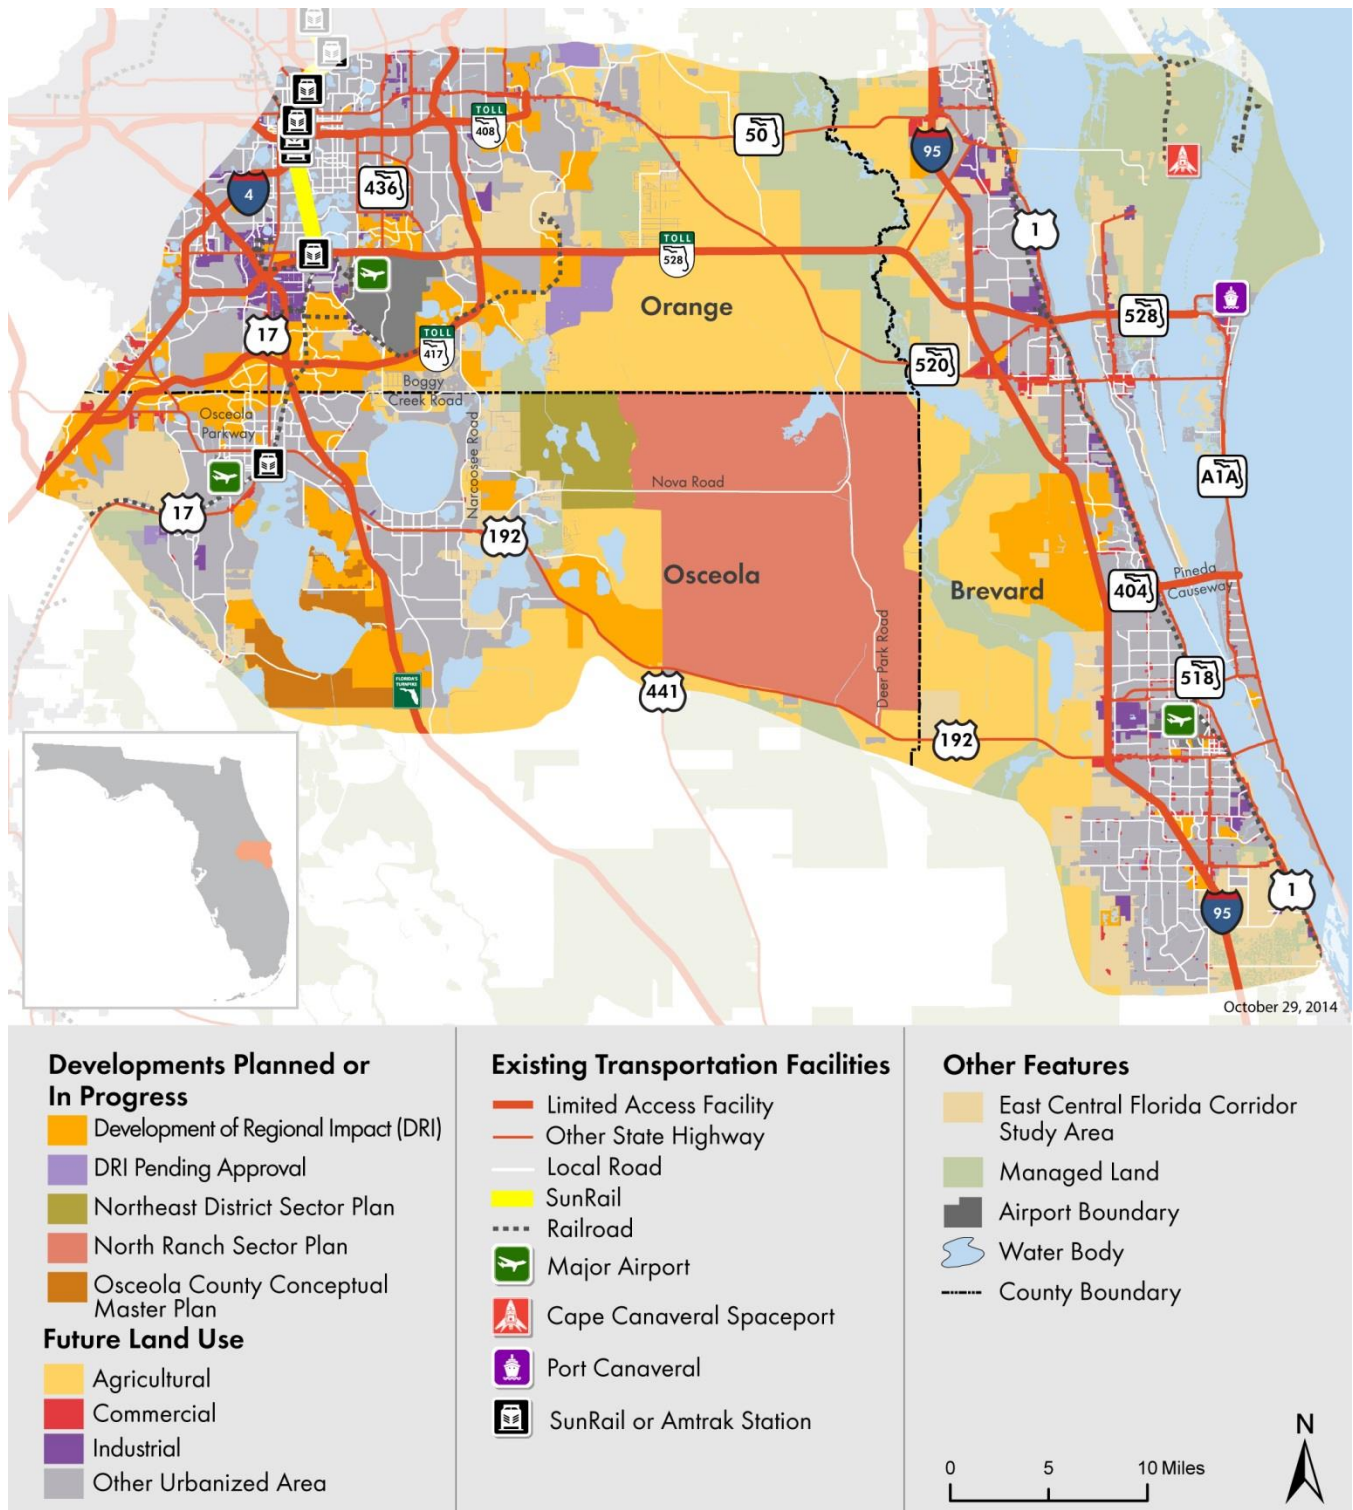 TOLL
408
50
95
4
436
1
TOLL
528
Orange
17
TOLL
417
528
520
Boggy
Creek Road
Osceola
Parkway
Narcoossee Road
Nova Road
A1A
17
192
Osceola
Brevard
404
Pineda
Causeway
Deer Park Road
518
FLORIDA'S
TURNPIKE
441
192
1
95
October 29, 2014
Developments Planned or
In Progress
Development of Regional Impact (DRI)
DRI Pending Approval
Northeast District Sector Plan
North Ranch Sector Plan
Osceola County Conceptual
Master Plan
Future Land Use
Agricultural
Commercial
Industrial
Other Urbanized Area
Existing Transportation Facilities
Limited Access Facility
Other State Highway
Local Road
SunRail
Railroad
Major Airport
Cape Canaveral Spaceport
Port Canaveral
SunRail or Amtrak Station
Other Features
East Central Florida Corridor
Study Area
Managed Land
Airport Boundary
Water Body
County Boundary
N
0 5 10 Miles